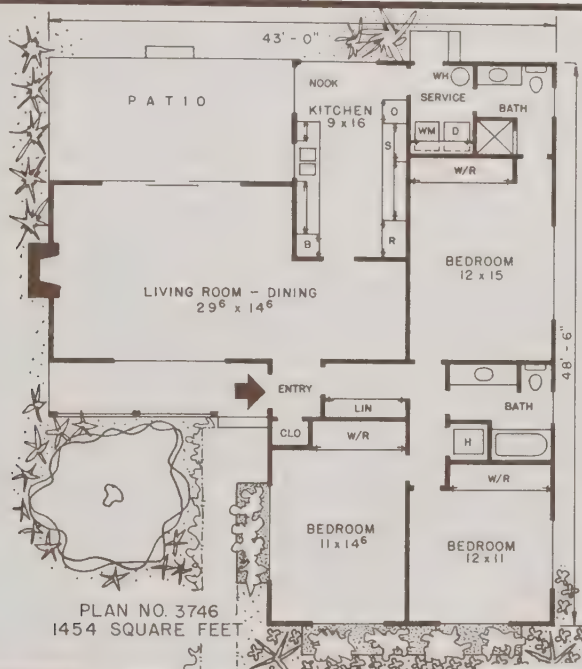 43'-0"
NOOK
KITCHEN
9 x 16
PATIO
WH
SERVICE
BATH
WM
D
O
S
W/R
B
R
BEDROOM
12 x 15
LIVING ROOM - DINING
29⁶ x 14⁶
48'-6"
ENTRY
LIN
BATH
CLO
W/R
H
W/R
BEDROOM
11 x 14⁶
BEDROOM
12 x 11
PLAN NO. 3746
1454 SQUARE FEET